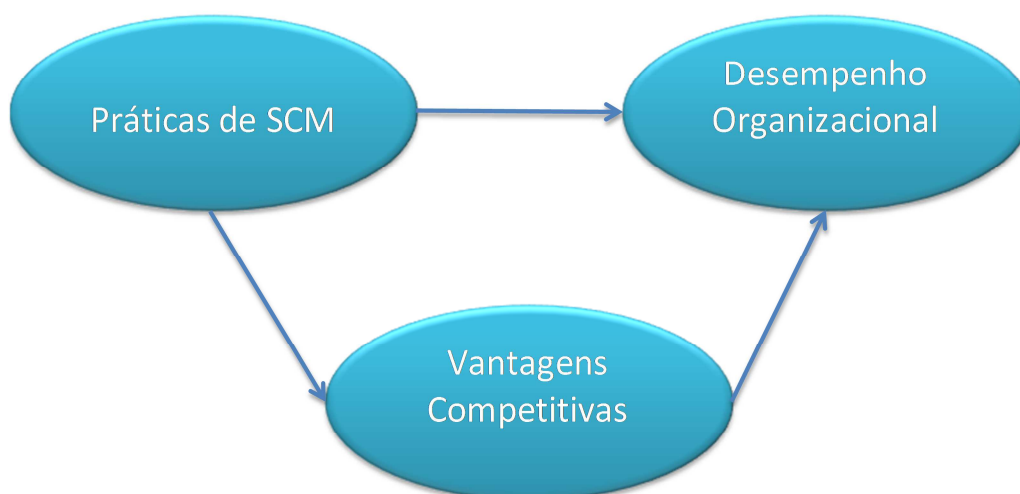 Práticas de SCM
Desempenho
Organizacional
Vantagens
Competitivas